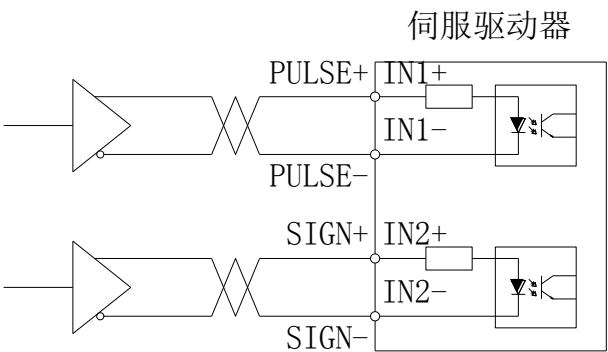 伺服驱动器
PULSE+ IN1+
IN1-
PULSE-
SIGN+ IN2+
IN2-
SIGN-